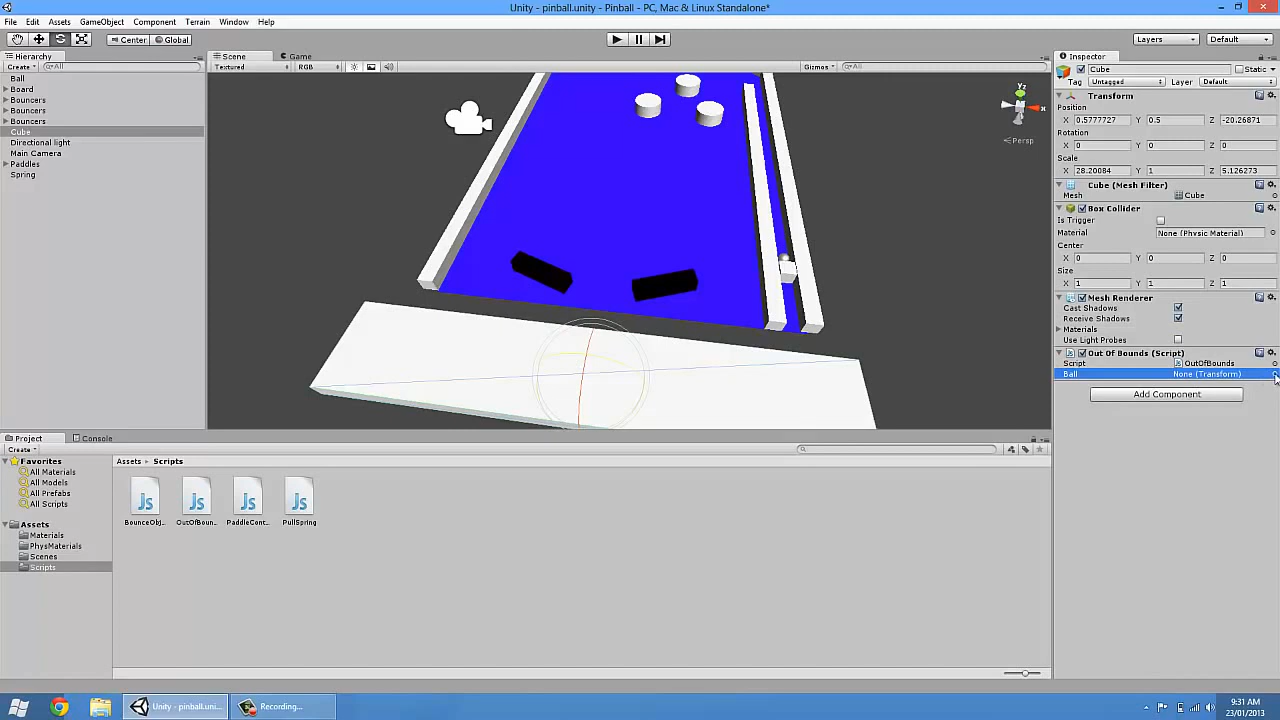 Unity - pinball.unity - Pinball - PC, Mac & Linux Standalone*
File Edit Assets GameObject Component Terrain Window Help
Center Global Layers Default
Hierarchy
Create All
Ball
Board
Bouncers
Bouncers
Bouncers
Cube
Directional light
Main Camera
Paddles
Spring
Scene Game
Textured RGB Gizmos All
Y
X
Persp
Inspector
Cube Static
Tag Untagged Layer Default
Transform
Position
X 0.5777727 Y 0.5 Z -20.26871
Rotation
X 0 Y 0 Z 0
Scale
X 28.20084 Y 1 Z 5.126273
Cube (Mesh Filter)
Mesh Cube
Box Collider
Is Trigger
Material None (Physic Material)
Center
X 0 Y 0 Z 0
Size
X 1 Y 1 Z 1
Mesh Renderer
Cast Shadows
Receive Shadows
Materials
Use Light Probes
Out Of Bounds (Script)
Script OutOfBounds
Ball None (Transform)
Add Component
Project Console
Create
Favorites
All Materials
All Models
All Prefabs
All Scripts
Assets
Materials
PhysMaterials
Scenes
Scripts
Assets Scripts
Js Js Js Js
BounceObj... OutOfBoun... PaddleCont... PullSpring
Unity - pinball.uni...
Recording...
9:31 AM
23/01/2013